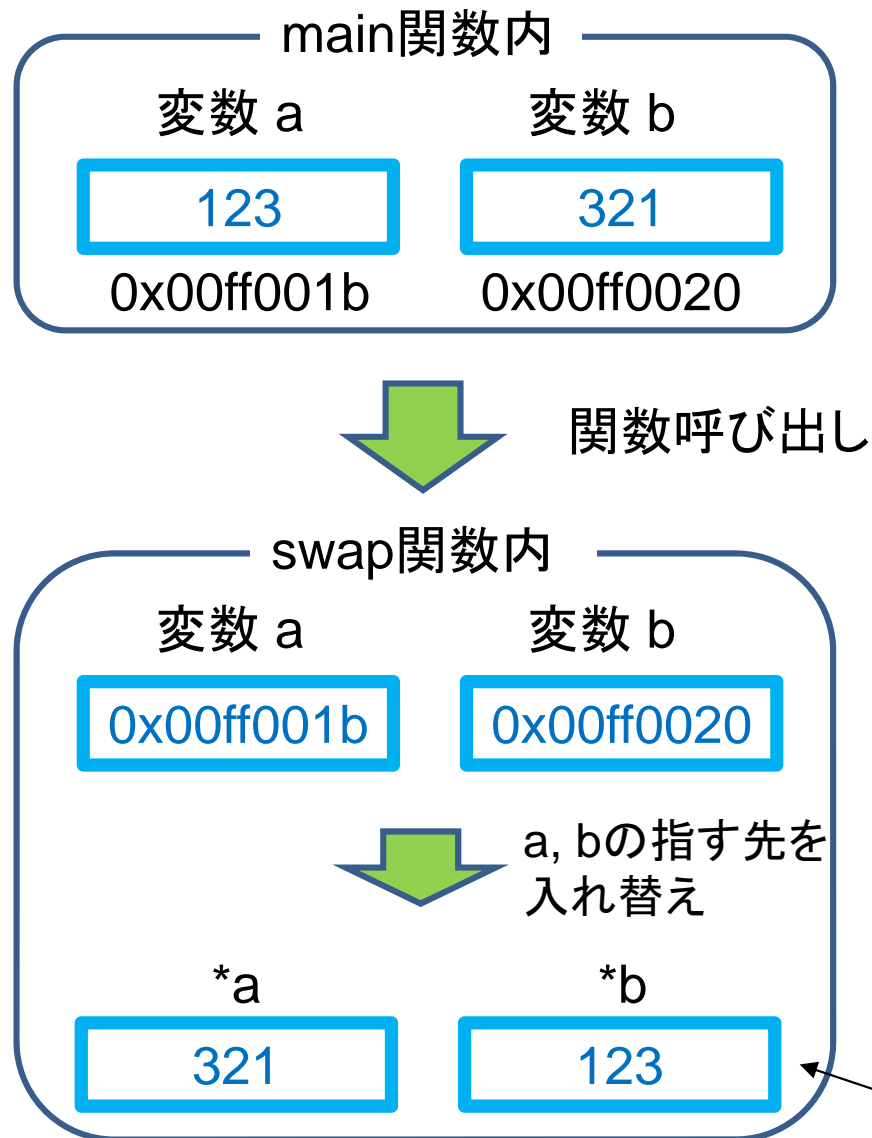 main関数内
変数 a
変数 b
123
321
0x00ff001b
0x00ff0020
関数呼び出し
swap関数内
変数 a
変数 b
0x00ff001b
0x00ff0020
a, bの指す先を
入れ替え
*a
*b
321
123